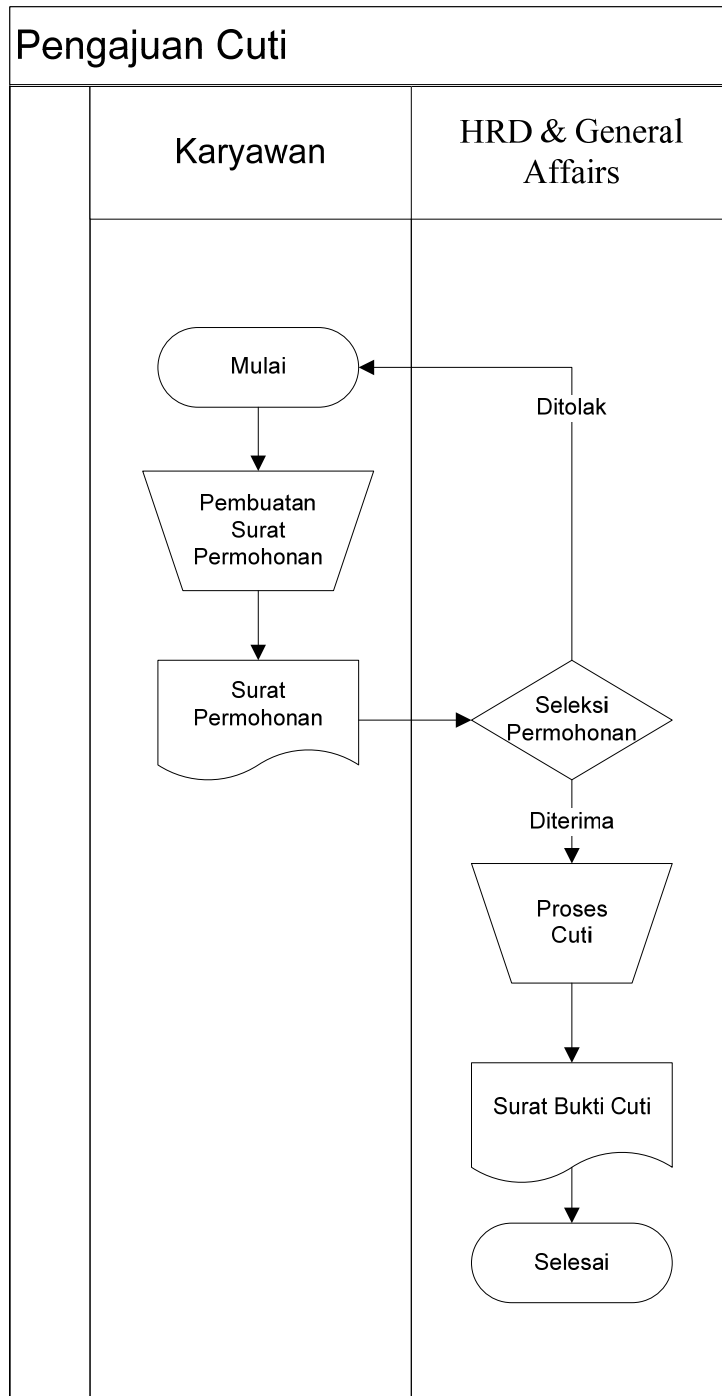 Pengajuan Cuti
Karyawan
HRD & General
Affairs
Mulai
Ditolak
Pembuatan
Surat
Permohonan
Surat
Permohonan
Seleksi
Permohonan
Diterima
Proses
Cuti
Surat Bukti Cuti
Selesai